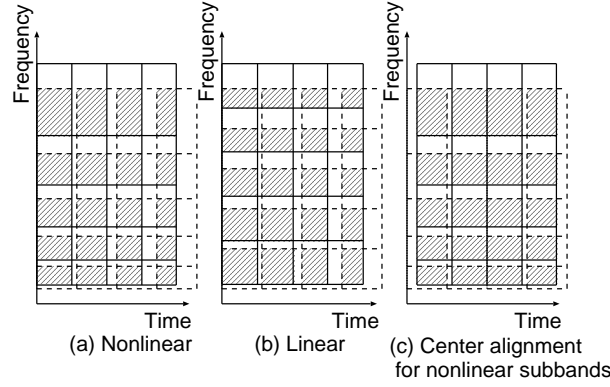 Frequency
Frequency
Frequency
Time
Time
Time
(a) Nonlinear
(b) Linear
(c) Center alignment
for nonlinear subbands